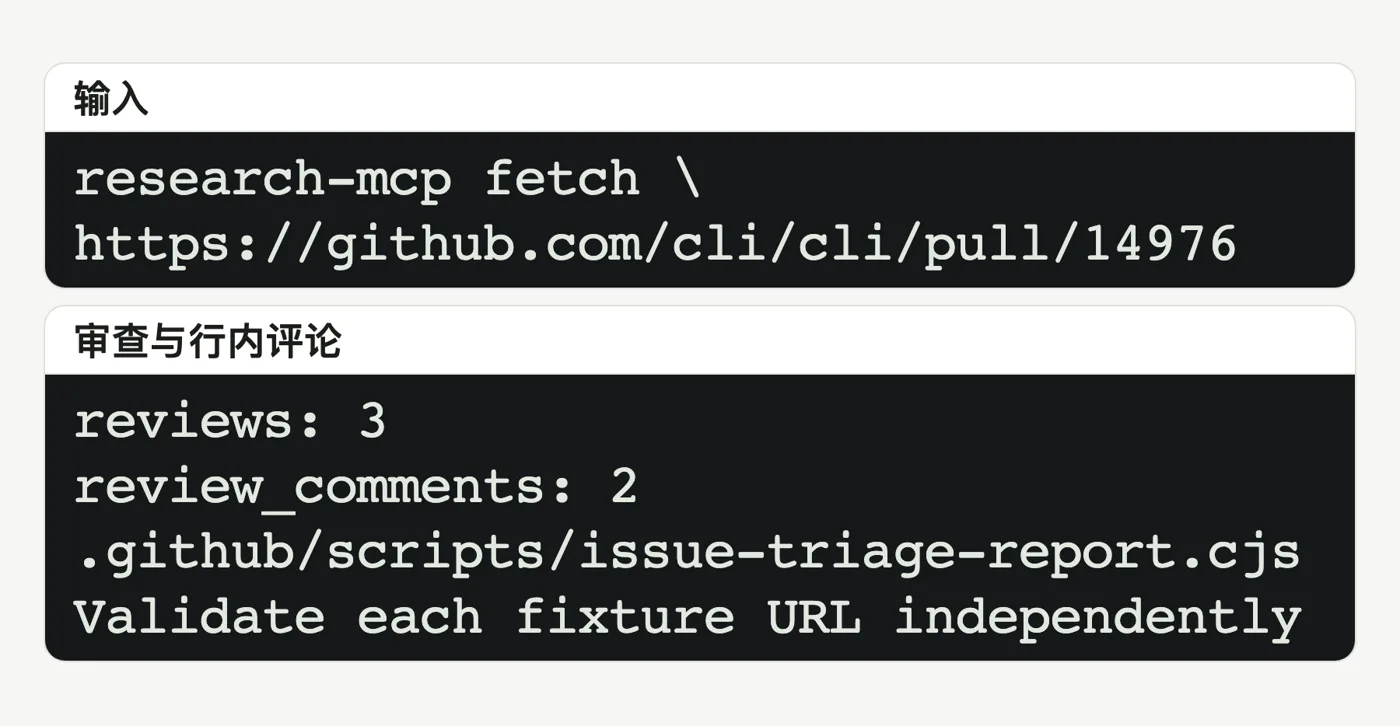 输入
research-mcp fetch \
https://github.com/cli/cli/pull/14976
审查与行内评论
reviews: 3
review_comments: 2
.github/scripts/issue-triage-report.cjs
Validate each fixture URL independently